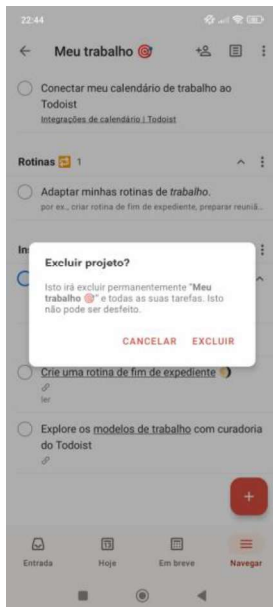 22:44
Meu trabalho 🎯
Conectar meu calendário de trabalho ao
Todoist
Integrações de calendário | Todoist
Rotinas 🔁 1
Adaptar minhas rotinas de trabalho.
por ex., criar rotina de fim de expediente, preparar reuniã...
Excluir projeto?
Isto irá excluir permanentemente "Meu
trabalho 🎯" e todas as suas tarefas. Isto
não pode ser desfeito.
CANCELAR EXCLUIR
Crie uma rotina de fim de expediente 🌖
ler
Explore os modelos de trabalho com curadoria
do Todoist
+
Entrada Hoje Em breve Navegar